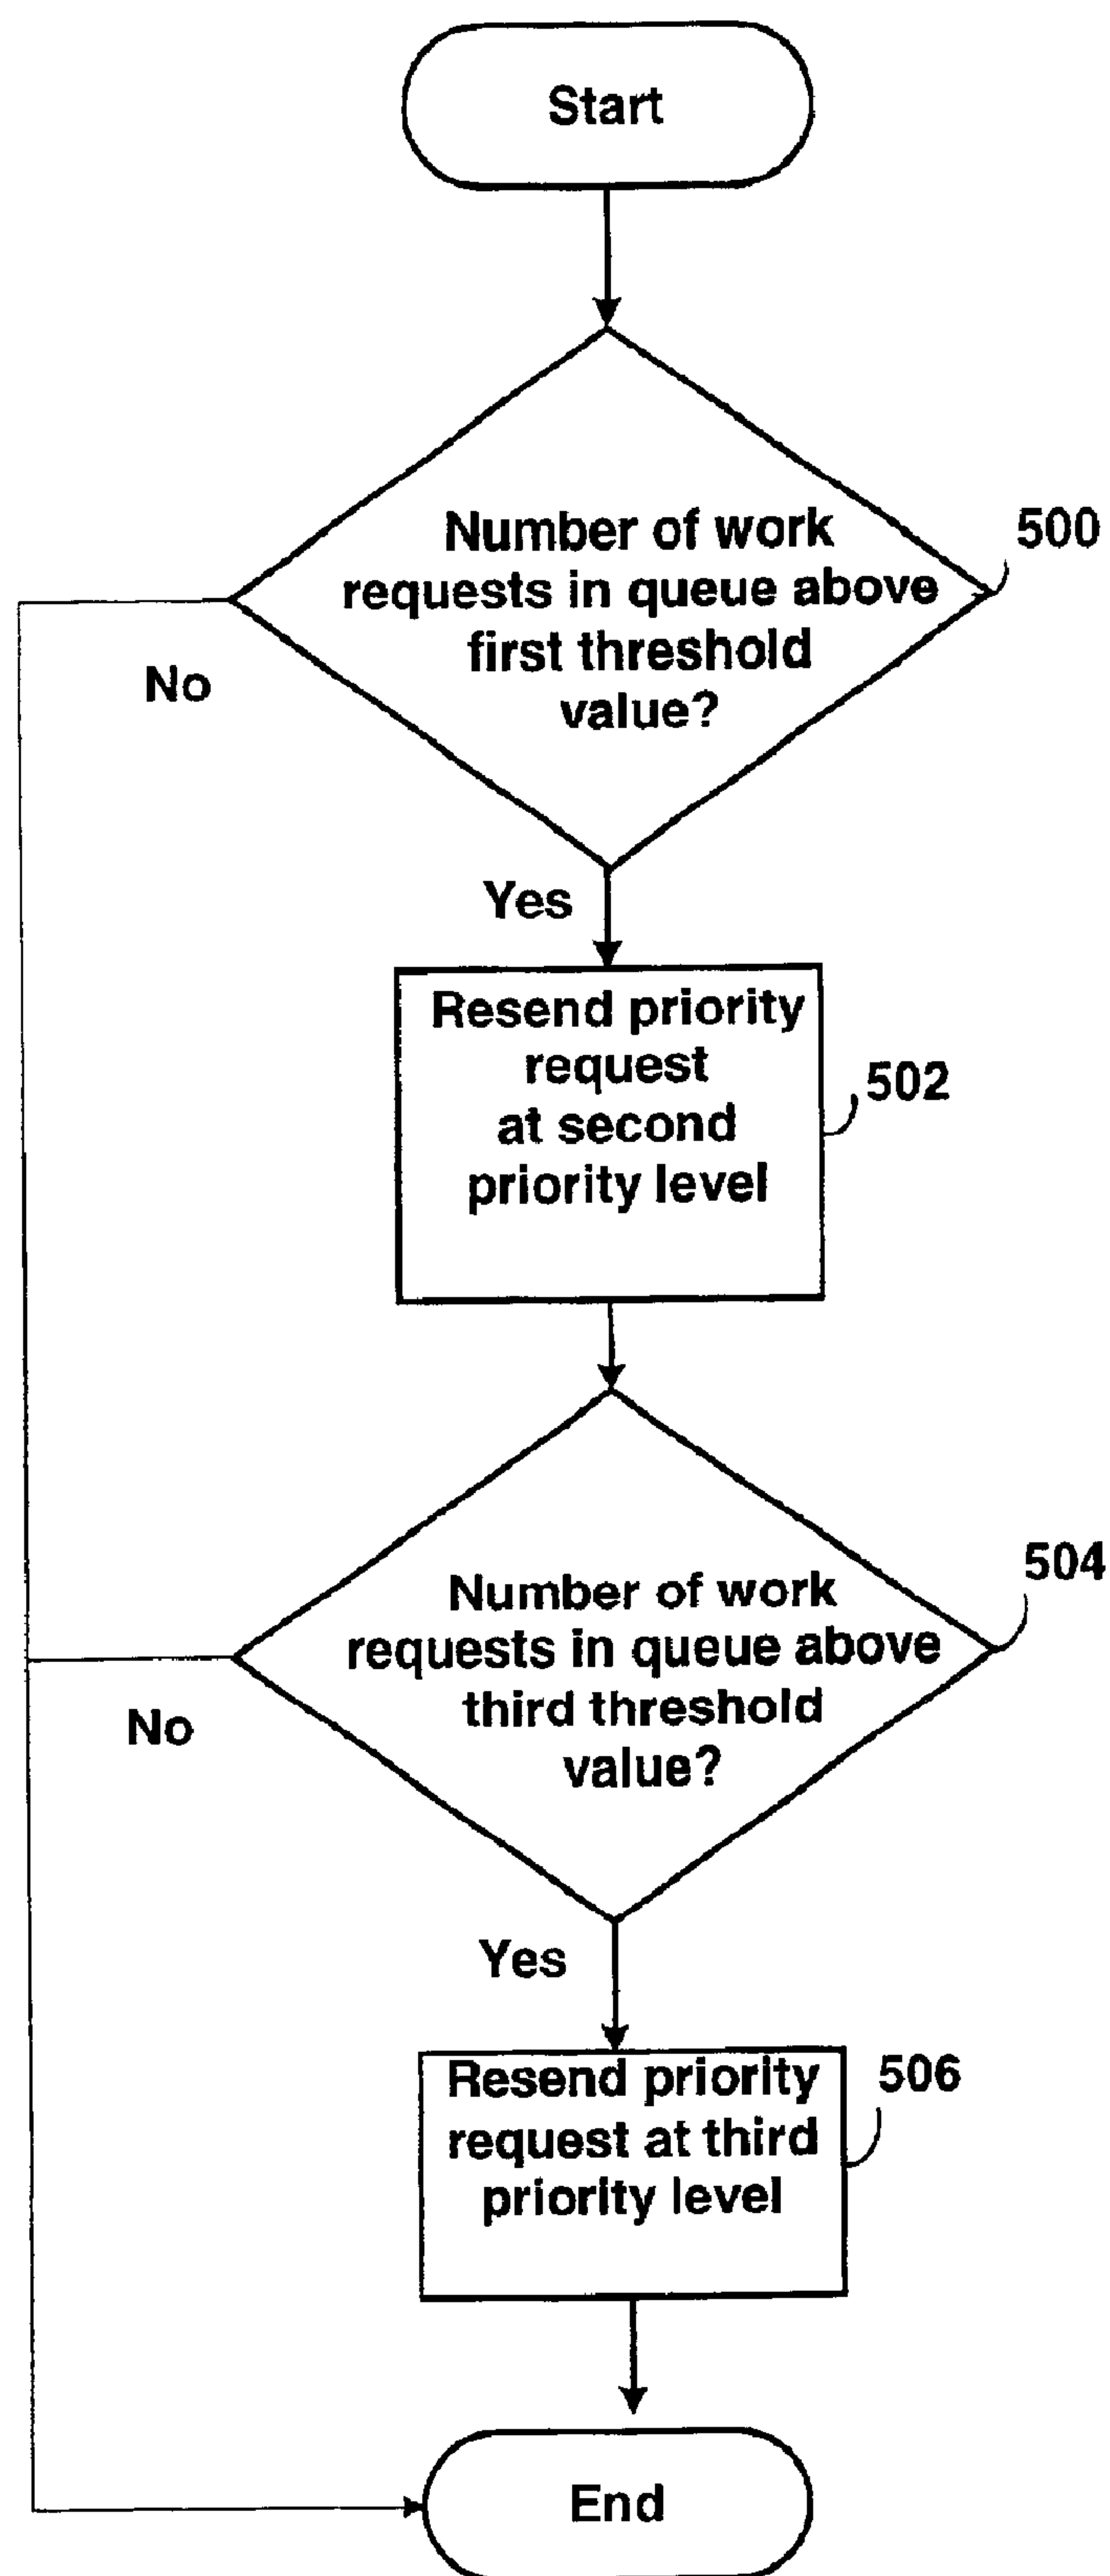 Start
Number of work
requests in queue above
first threshold
value?
500
No
Yes
Resend priority
request
at second
priority level
502
Number of work
requests in queue above
third threshold
value?
504
No
Yes
Resend priority
request at third
priority level
506
End